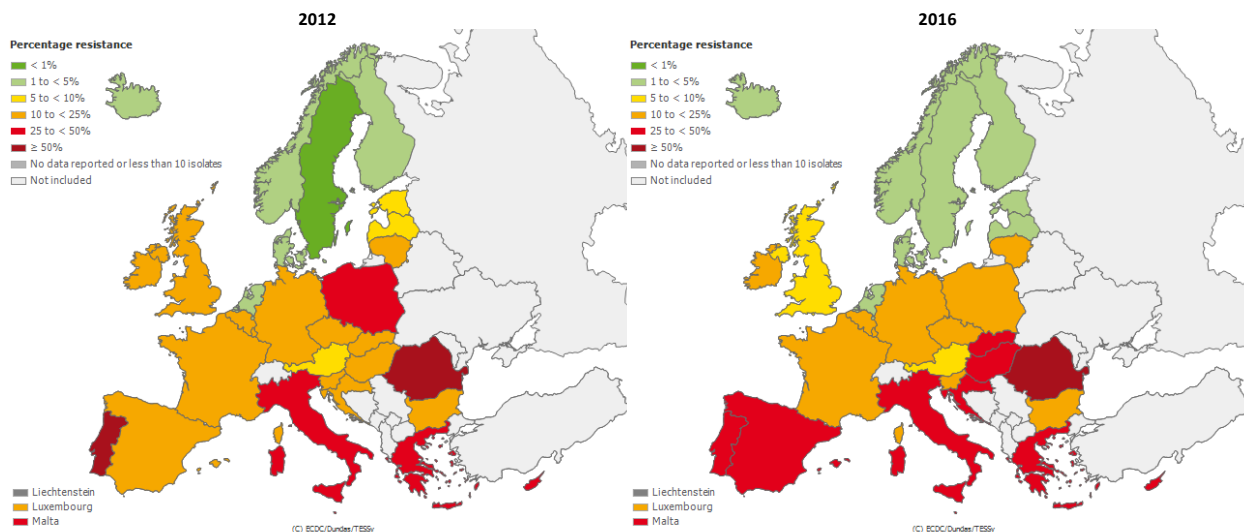 2012
Percentage resistance
< 1%
1 to < 5%
5 to < 10%
10 to < 25%
25 to < 50%
≥ 50%
No data reported or less than 10 isolates
Not included
Liechtenstein
Luxembourg
Malta
(C) ECDC/Dundas/TESSy
2016
Percentage resistance
< 1%
1 to < 5%
5 to < 10%
10 to < 25%
25 to < 50%
≥ 50%
No data reported or less than 10 isolates
Not included
Liechtenstein
Luxembourg
Malta
(C) ECDC/Dundas/TESSy